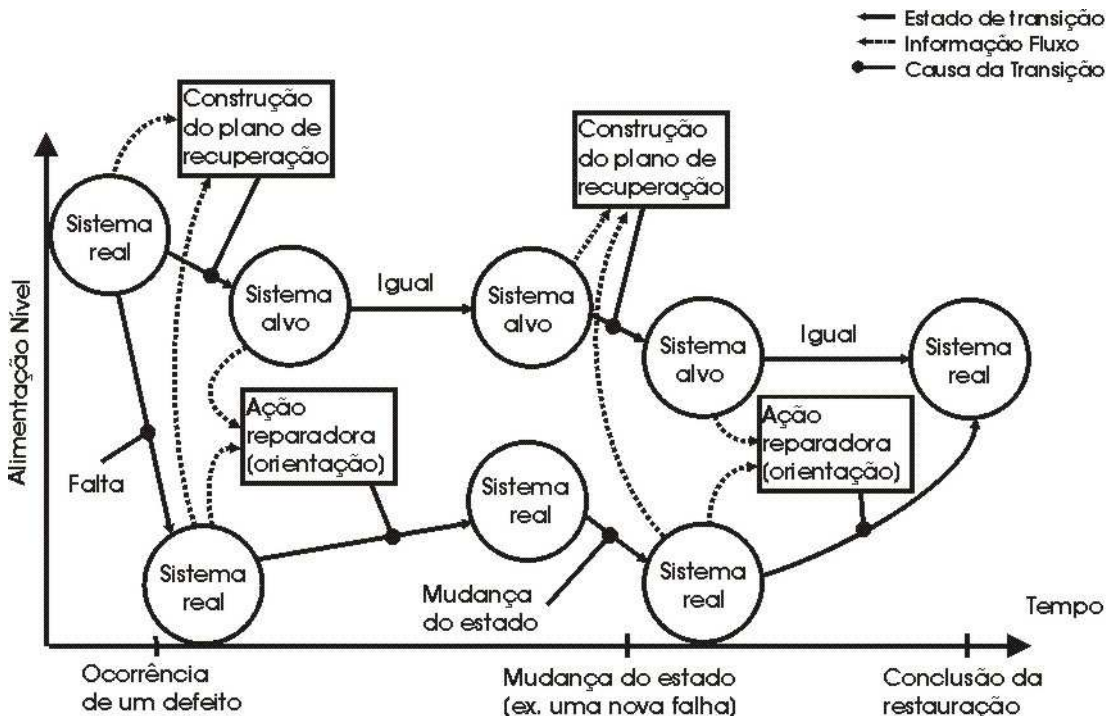 Estado de transição
Informação Fluxo
Causa da Transição
Construção
do plano de
recuperação
Construção
do plano de
recuperação
Alimentação Nível
Sistema
real
Sistema
alvo
Igual
Sistema
alvo
Sistema
alvo
Igual
Sistema
real
Ação
reparadora
(orientação)
Ação
reparadora
(orientação)
Falta
Sistema
real
Sistema
real
Mudança
do estado
Sistema
real
Tempo
Ocorrência
de um defeito
Mudança do estado
(ex. uma nova falha)
Conclusão da
restauração